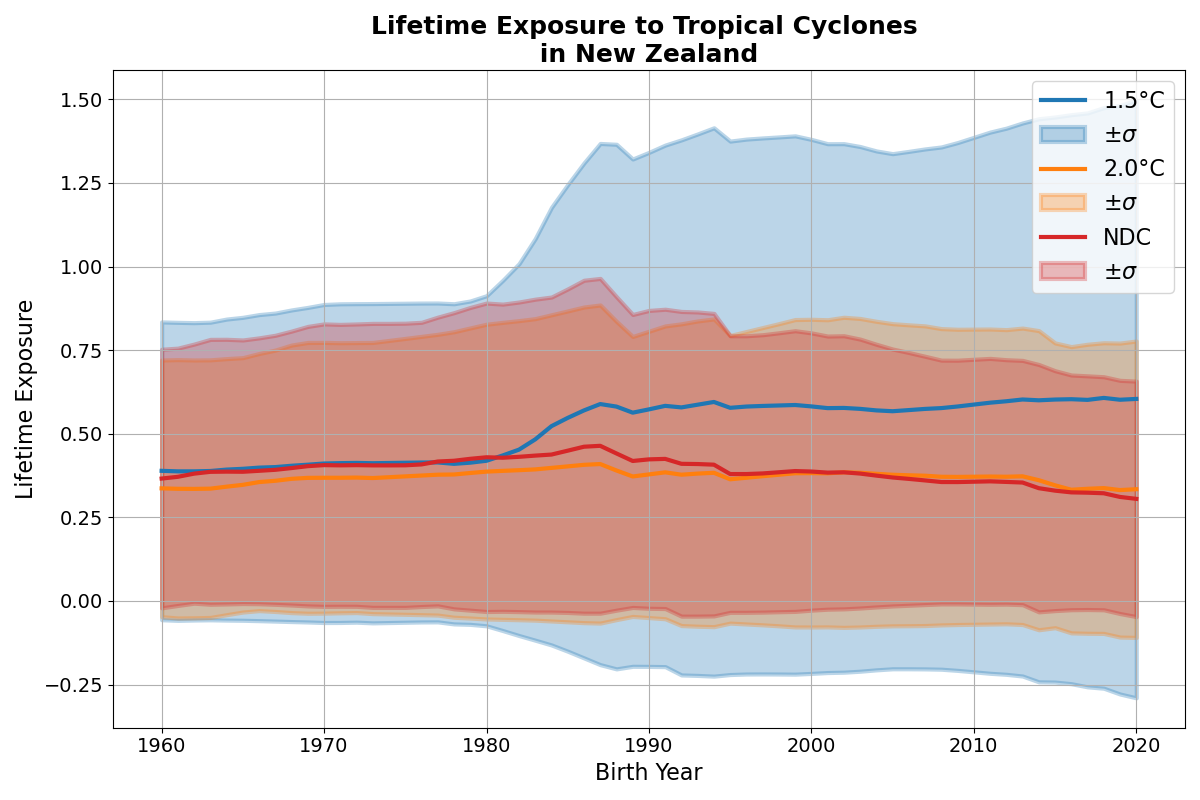 Lifetime Exposure to Tropical Cyclones
in New Zealand
Lifetime Exposure
1.50
1.25
1.00
0.75
0.50
0.25
0.00
−0.25
1.5°C
±σ
2.0°C
±σ
NDC
±σ
1960
1970
1980
1990
2000
2010
2020
Birth Year